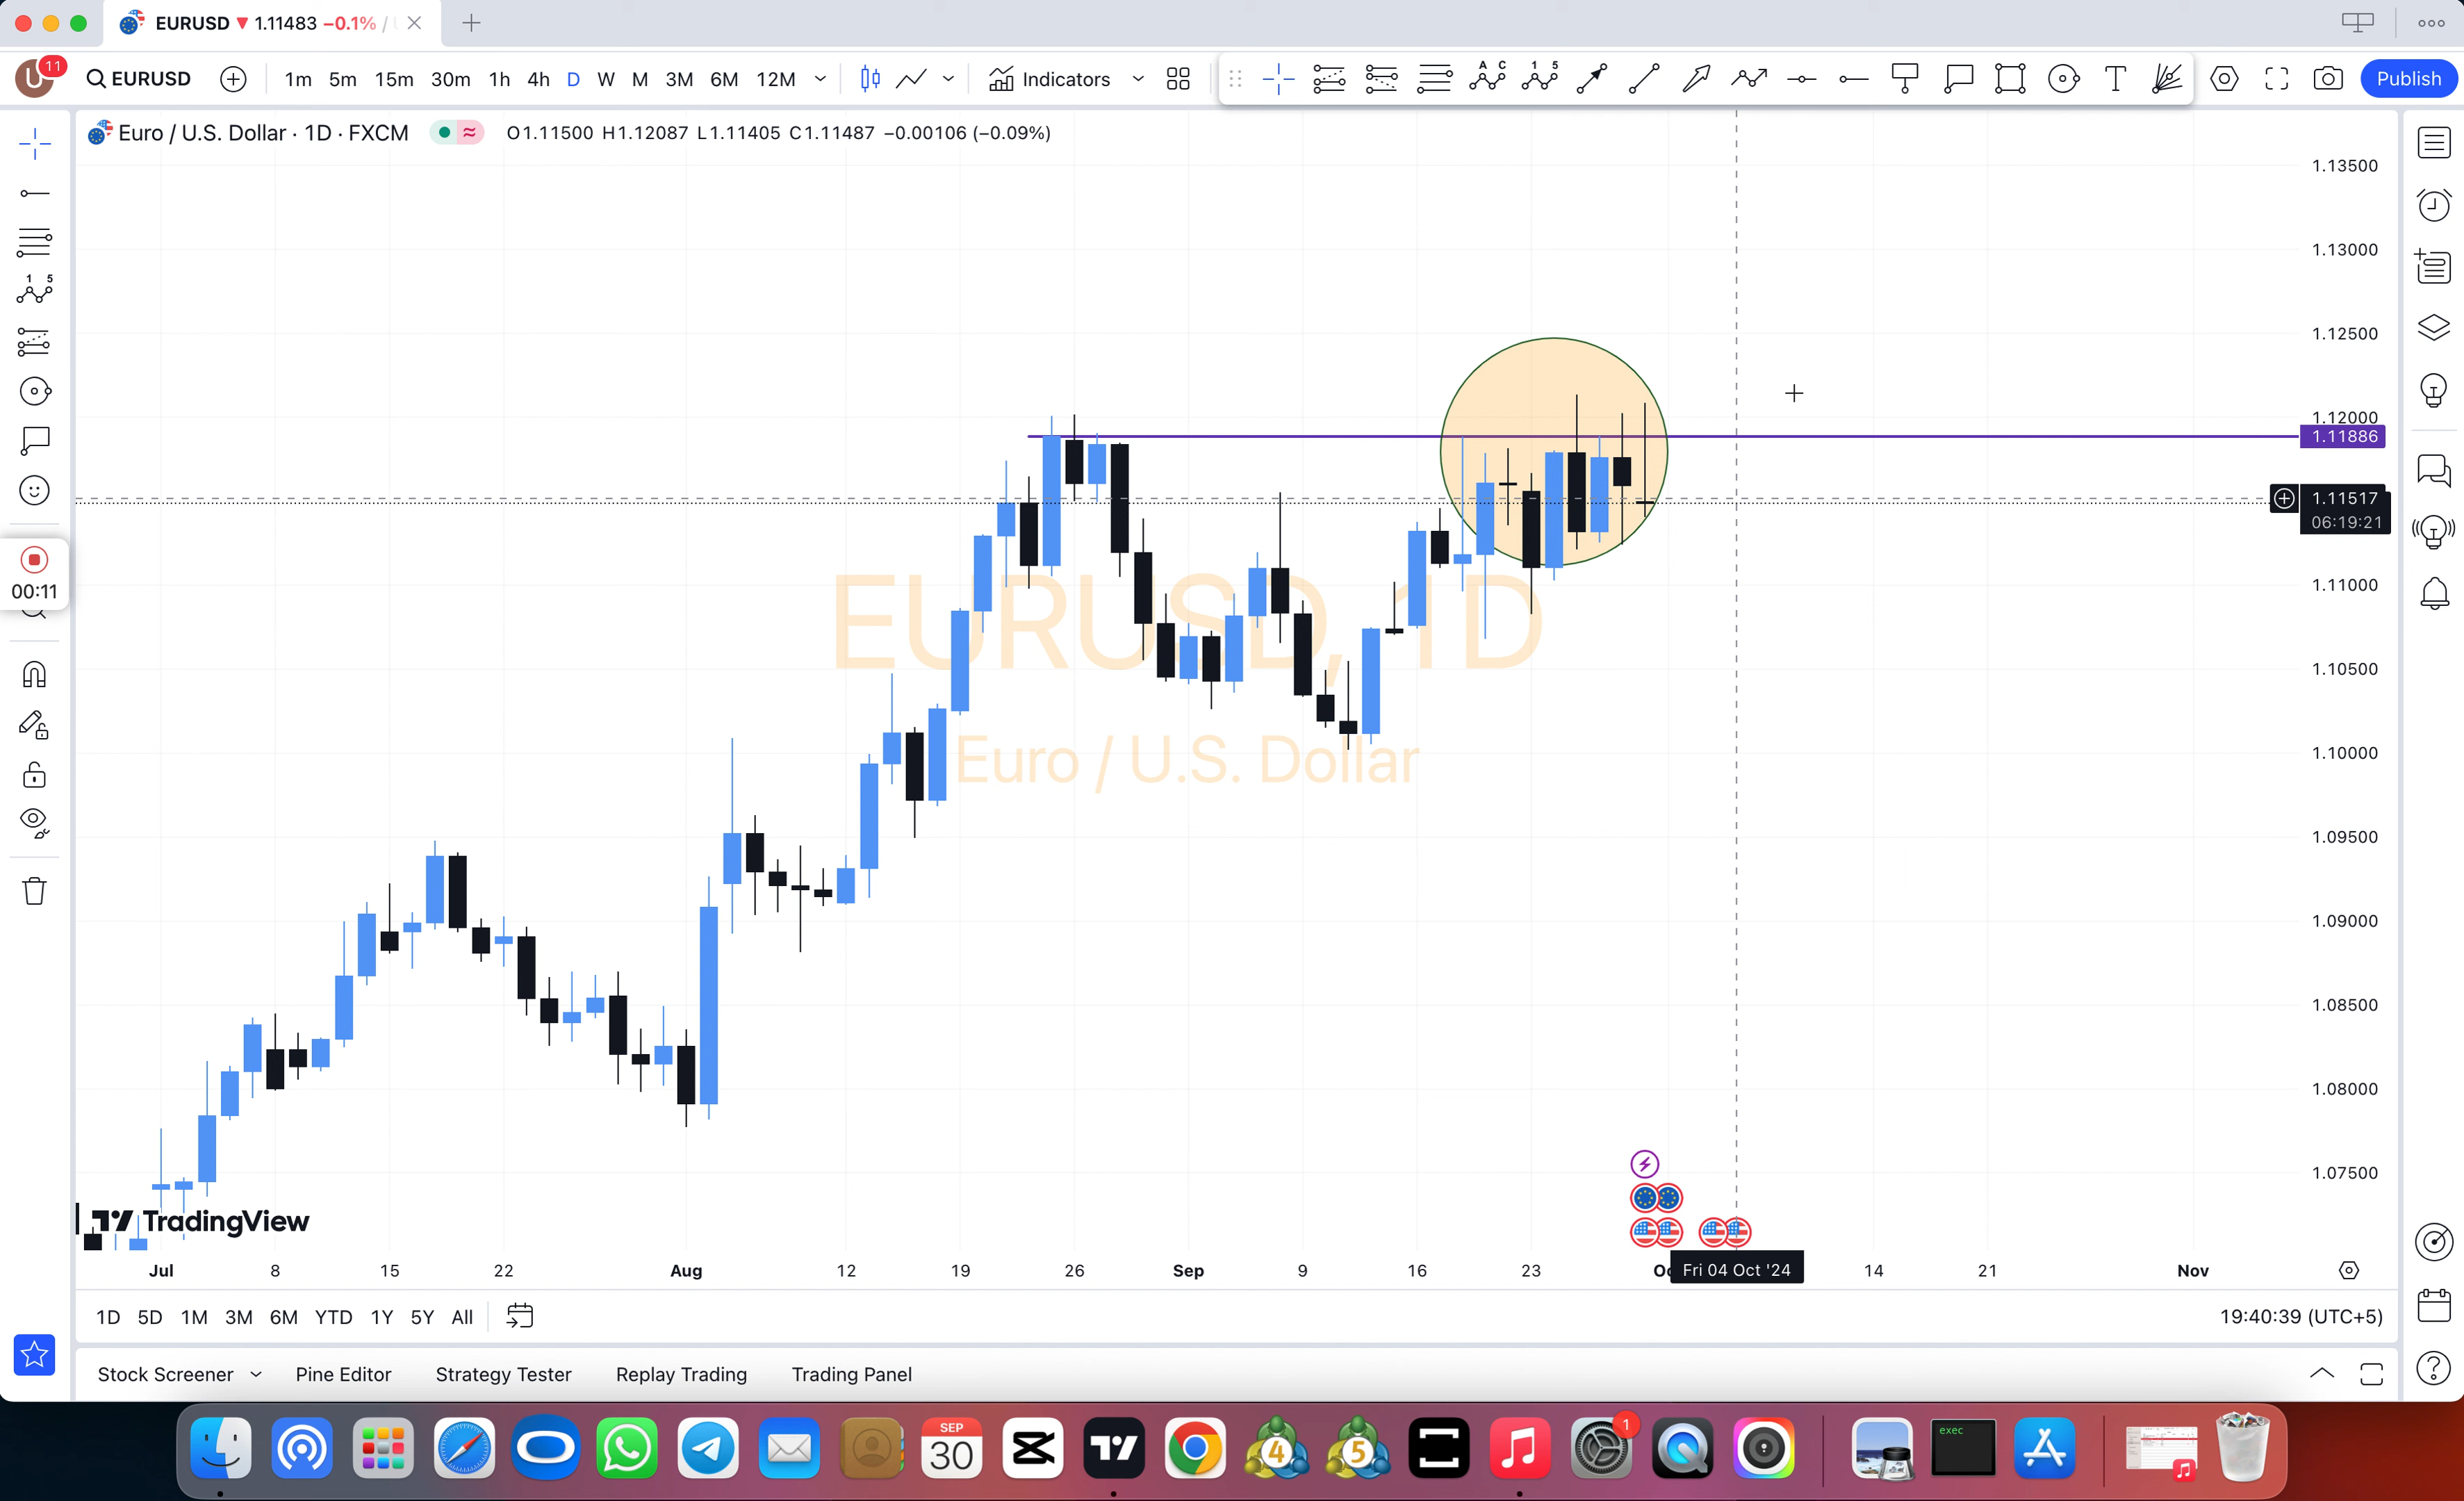 EURUSD ▼ 1.11483 −0.1% /
11
U
EURUSD 1m 5m 15m 30m 1h 4h D W M 3M 6M 12M Indicators Publish
Euro / U.S. Dollar · 1D · FXCM O1.11500 H1.12087 L1.11405 C1.11487 −0.00106 (−0.09%)
1.13500
1.13000
1.12500
1.12000
1.11886
1.11517
06:19:21
1.11000
1.10500
1.10000
1.09500
1.09000
1.08500
1.08000
1.07500
00:11
EURUSD, 1D
Euro / U.S. Dollar
TradingView
Jul 8 15 22 Aug 12 19 26 Sep 9 16 23 Fri 04 Oct '24 14 21 Nov
1D 5D 1M 3M 6M YTD 1Y 5Y All 19:40:39 (UTC+5)
Stock Screener Pine Editor Strategy Tester Replay Trading Trading Panel
SEP
30
4
5
1
exec